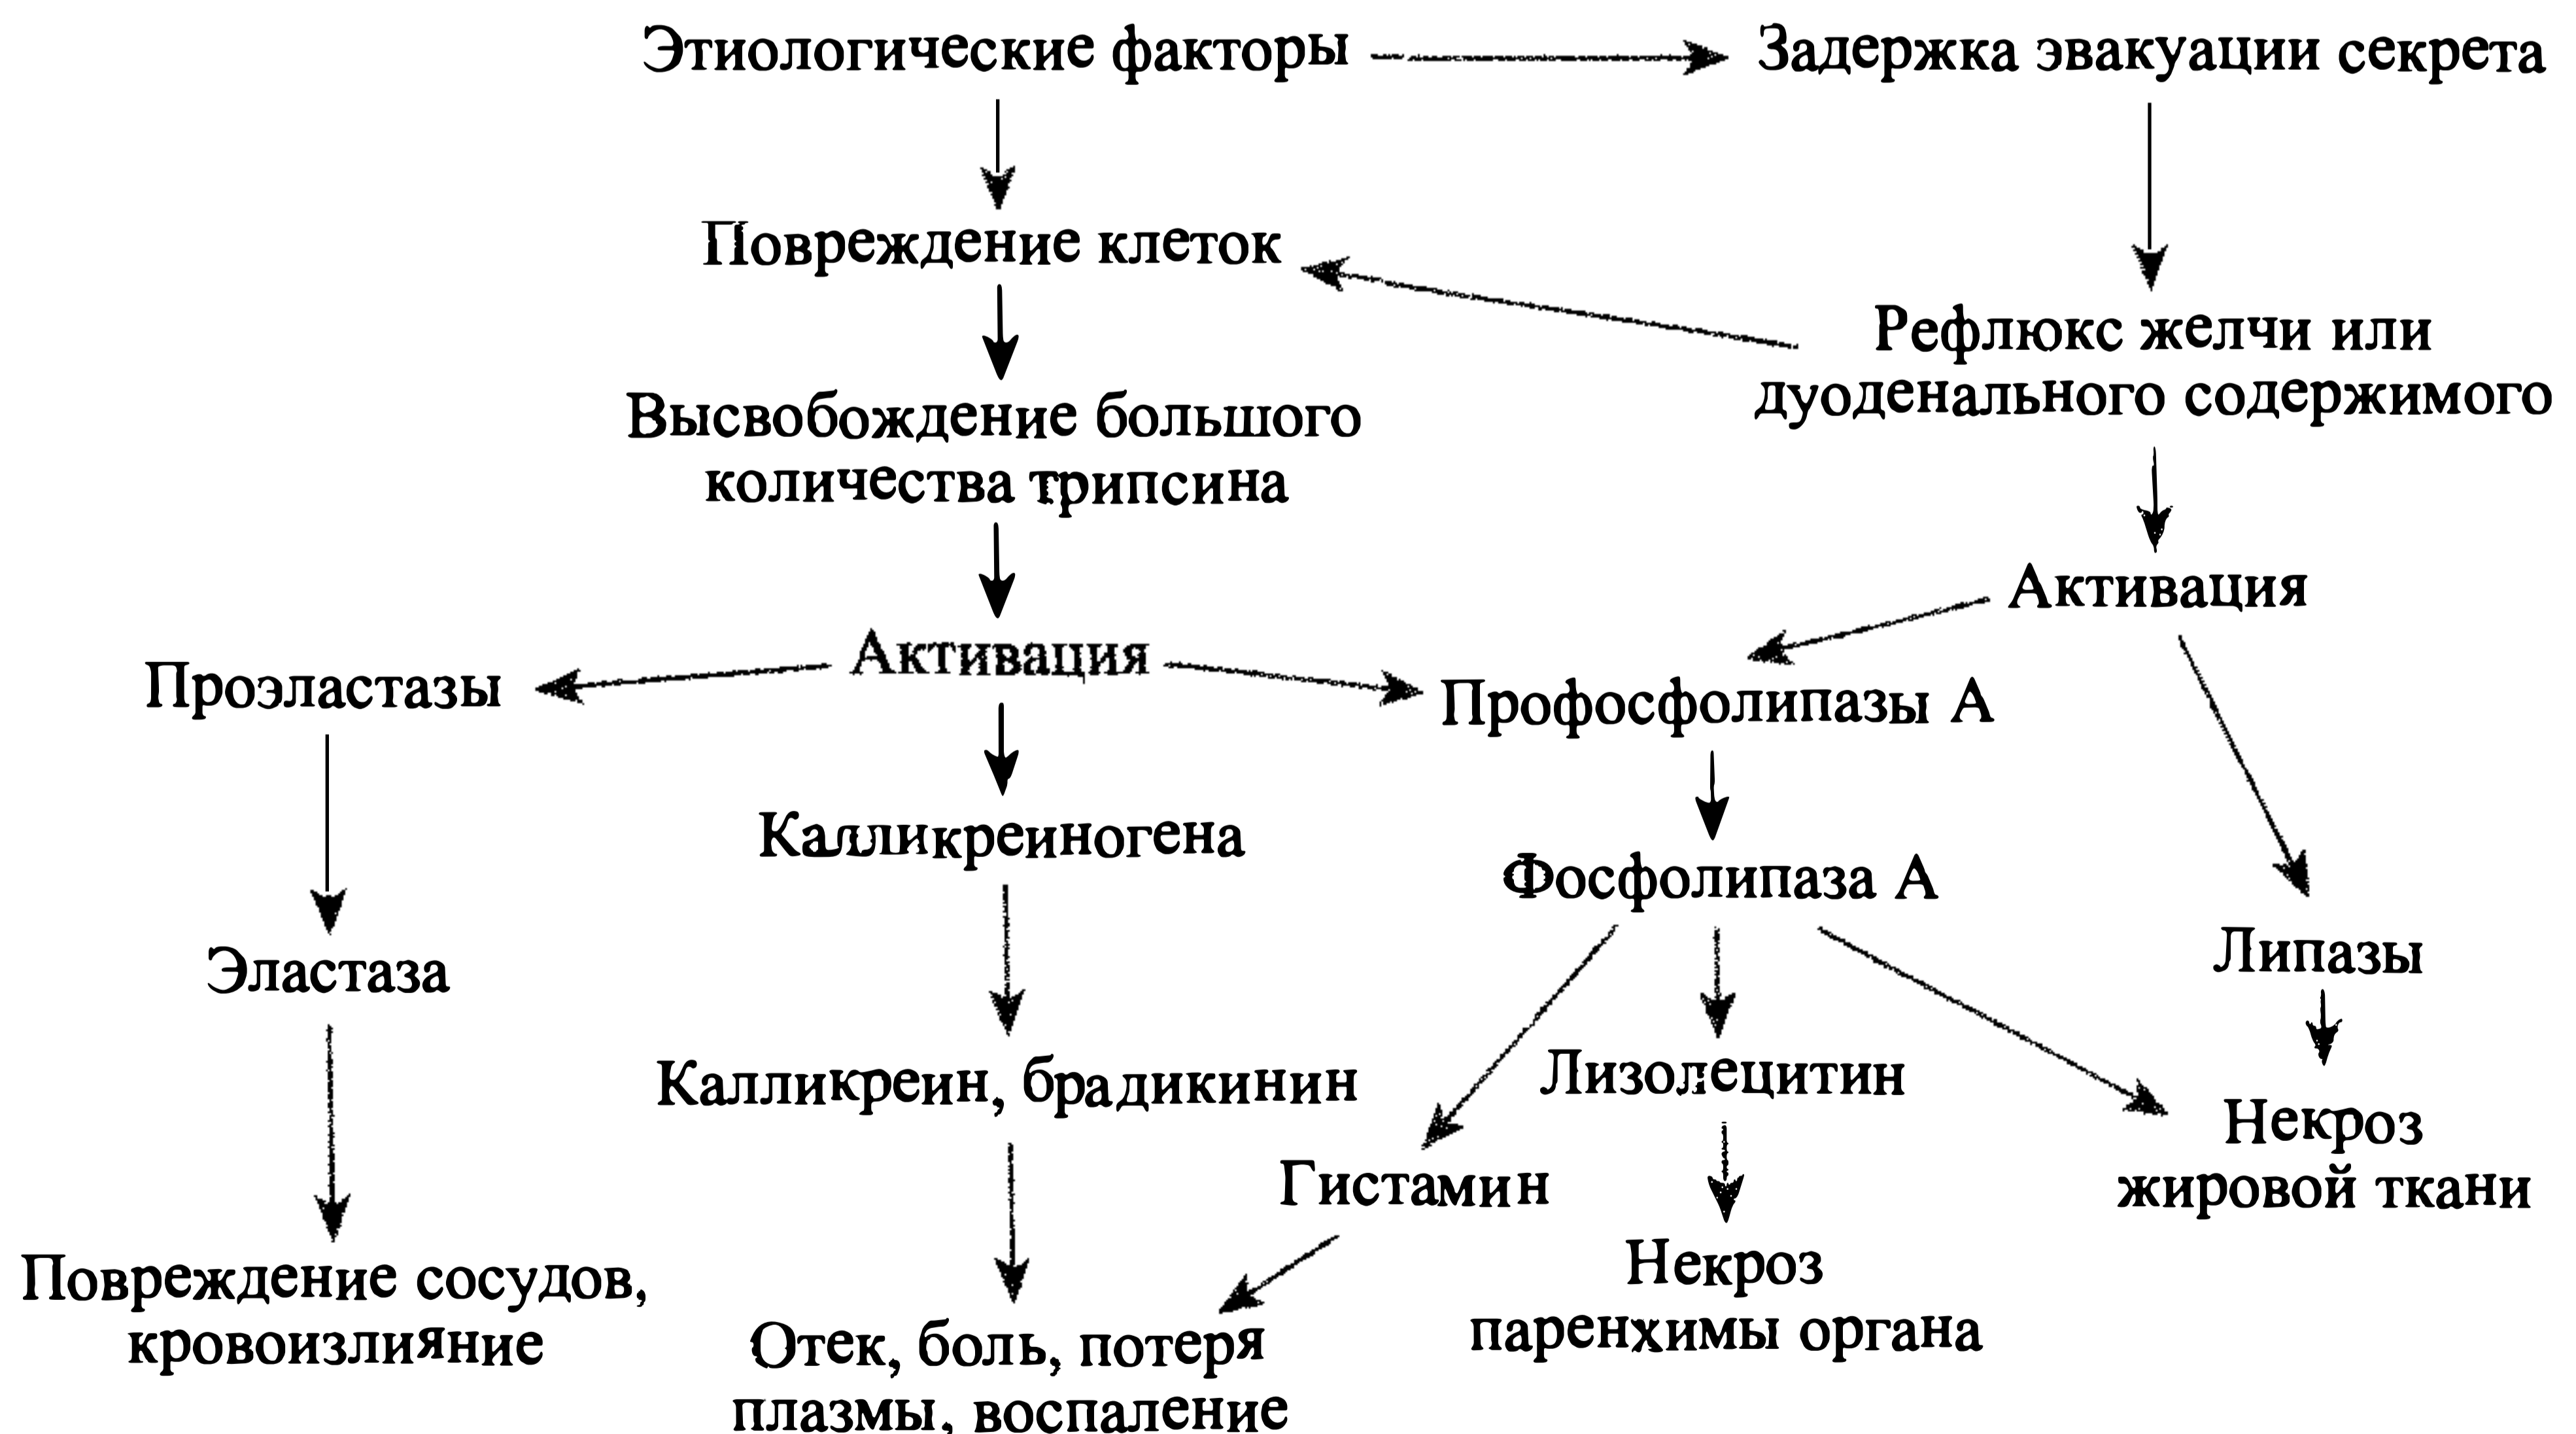 Этиологические факторы
Задержка эвакуации секрета
Повреждение клеток
Рефлюкс желчи или
дуоденального содержимого
Высвобождение большого
количества трипсина
Активация
Активация
Проэластазы
Профосфолипазы А
Калликреиногена
Фосфолипаза А
Липазы
Эластаза
Калликреин, брадикинин
Лизолецитин
Некроз
жировой ткани
Гистамин
Повреждение сосудов,
кровоизлияние
Некроз
паренхимы органа
Отек, боль, потеря
плазмы, воспаление